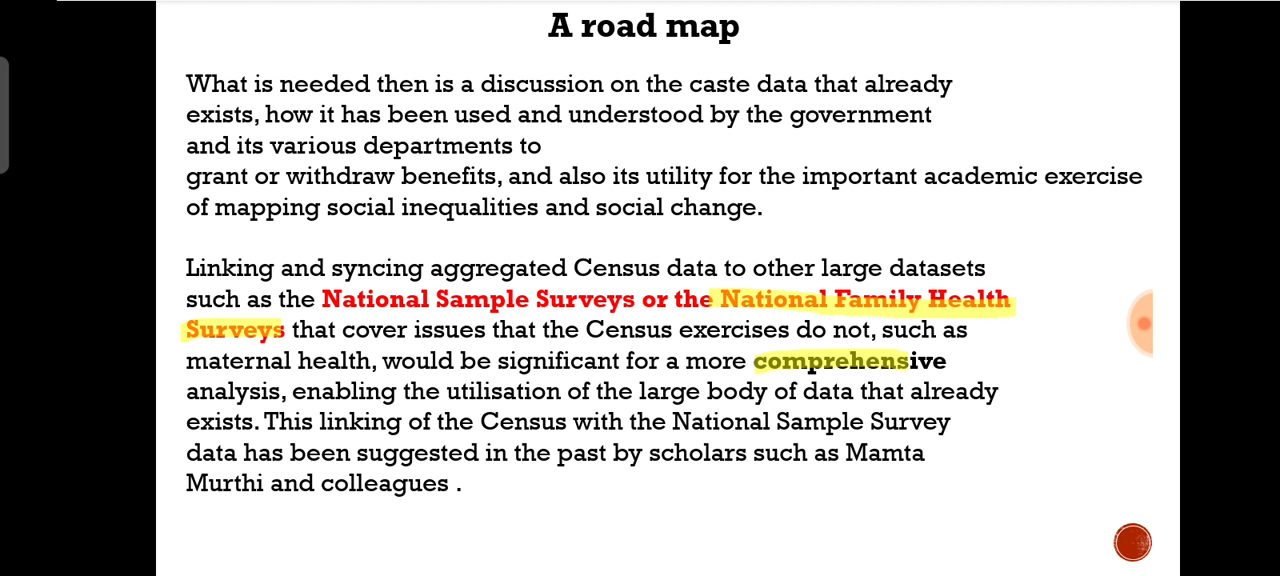 A road map
What is needed then is a discussion on the caste data that already
exists, how it has been used and understood by the government
and its various departments to
grant or withdraw benefits, and also its utility for the important academic exercise
of mapping social inequalities and social change.
Linking and syncing aggregated Census data to other large datasets
such as the National Sample Surveys or the National Family Health
Surveys that cover issues that the Census exercises do not, such as
maternal health, would be significant for a more comprehensive
analysis, enabling the utilisation of the large body of data that already
exists. This linking of the Census with the National Sample Survey
data has been suggested in the past by scholars such as Mamta
Murthi and colleagues .